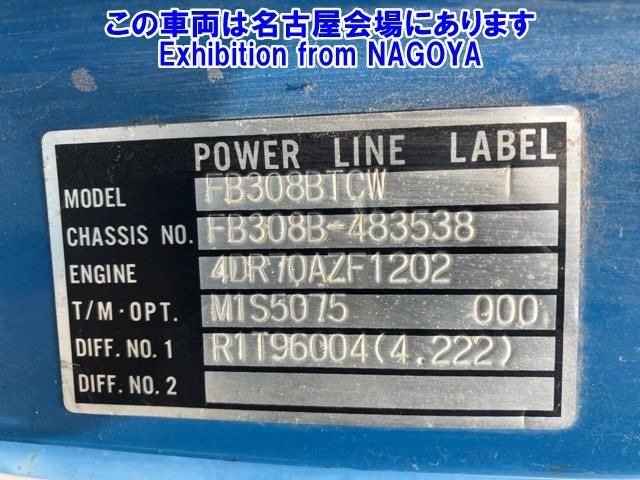 この車両は名古屋会場にあります
Exhibition from NAGOYA
POWER LINE LABEL
MODEL FB308BTCW 1
CHASSIS NO. FB308B-483538
ENGINE 4DR70AZF1202
T/M·OPT. M1S5075 000
DIFF. NO. 1 R1T96004(4.222)
DIFF. NO. 2